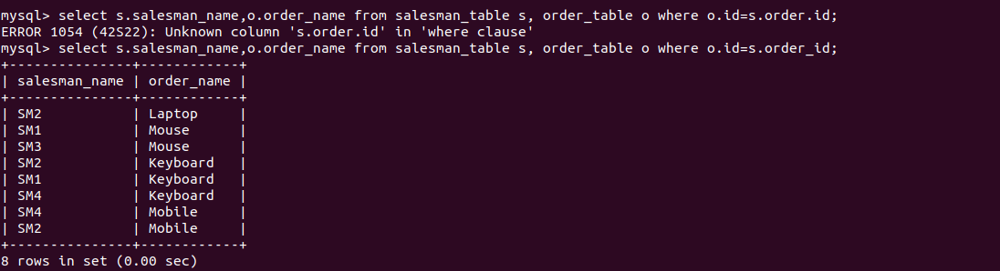 mysql> select s.salesman_name,o.order_name from salesman_table s, order_table o where o.id=s.order.id;
ERROR 1054 (42S22): Unknown column 's.order.id' in 'where clause'
mysql> select s.salesman_name,o.order_name from salesman_table s, order_table o where o.id=s.order_id;
+---------------+------------+
| salesman_name | order_name |
+---------------+------------+
| SM2           | Laptop     |
| SM1           | Mouse      |
| SM3           | Mouse      |
| SM2           | Keyboard   |
| SM1           | Keyboard   |
| SM4           | Keyboard   |
| SM4           | Mobile     |
| SM2           | Mobile     |
+---------------+------------+
8 rows in set (0.00 sec)